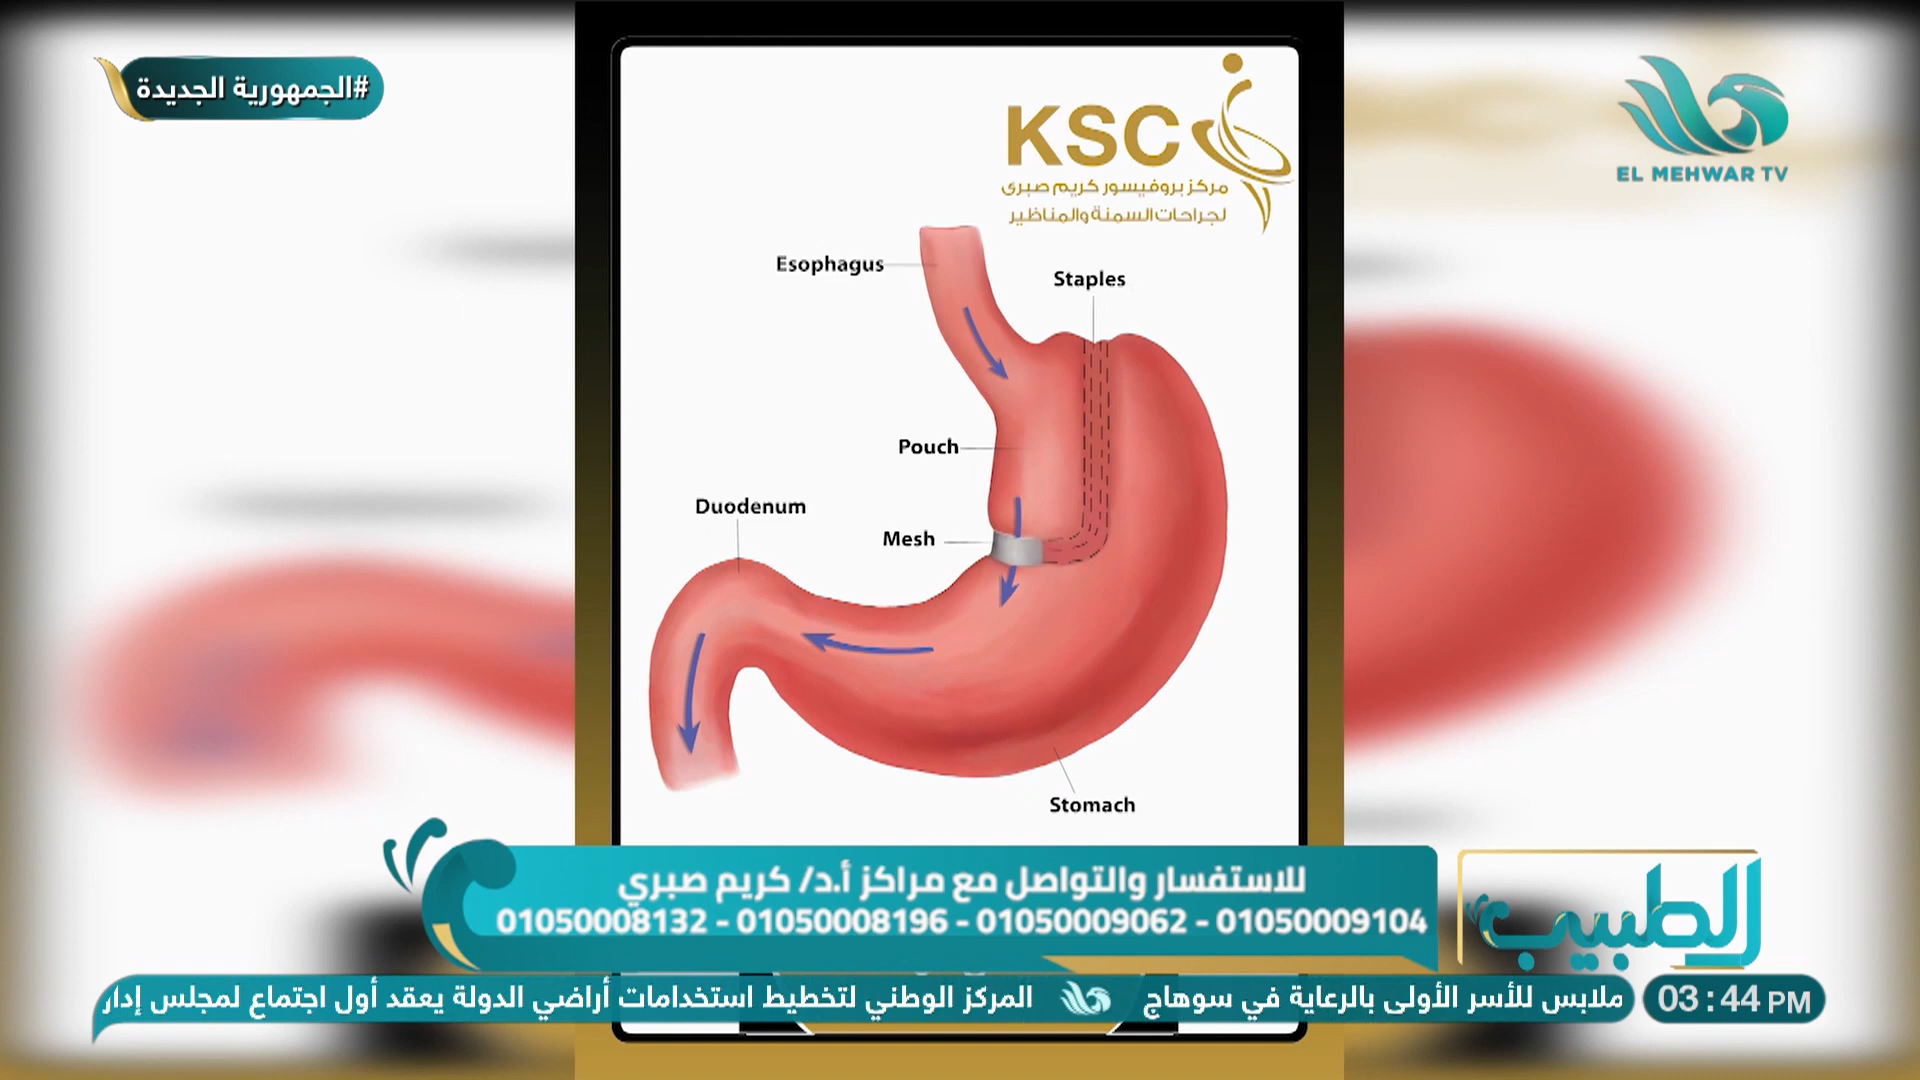 #الجمهورية الجديدة
EL MEHWAR TV
KSC
مركز بروفيسور كريم صبرى
لجراحات السمنة والمناظير
Esophagus
Staples
Pouch
Duodenum
Mesh
Stomach
للاستفسار والتواصل مع مراكز أ.د/ كريم صبري
01050008132 - 01050008196 - 01050009062 - 01050009104
الطبيب
ملابس للأسر الأولى بالرعاية في سوهاج
المركز الوطني لتخطيط استخدامات أراضي الدولة يعقد أول اجتماع لمجلس إدار
03:44 PM